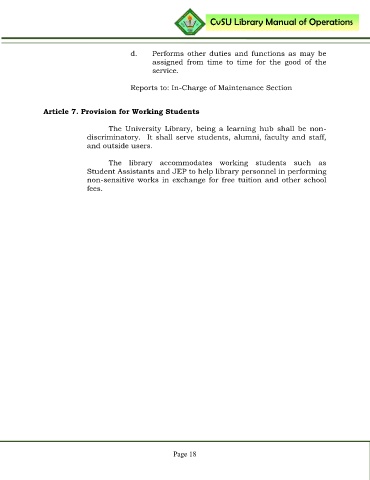 CvSU Library Manual of Operations
d. Performs other duties and functions as may be
assigned from time to time for the good of the
service.
Reports to: In-Charge of Maintenance Section
Article 7. Provision for Working Students
The University Library, being a learning hub shall be non-
discriminatory. It shall serve students, alumni, faculty and staff,
and outside users.
The library accommodates working students such as
Student Assistants and JEP to help library personnel in performing
non-sensitive works in exchange for free tuition and other school
fees.
Page 18